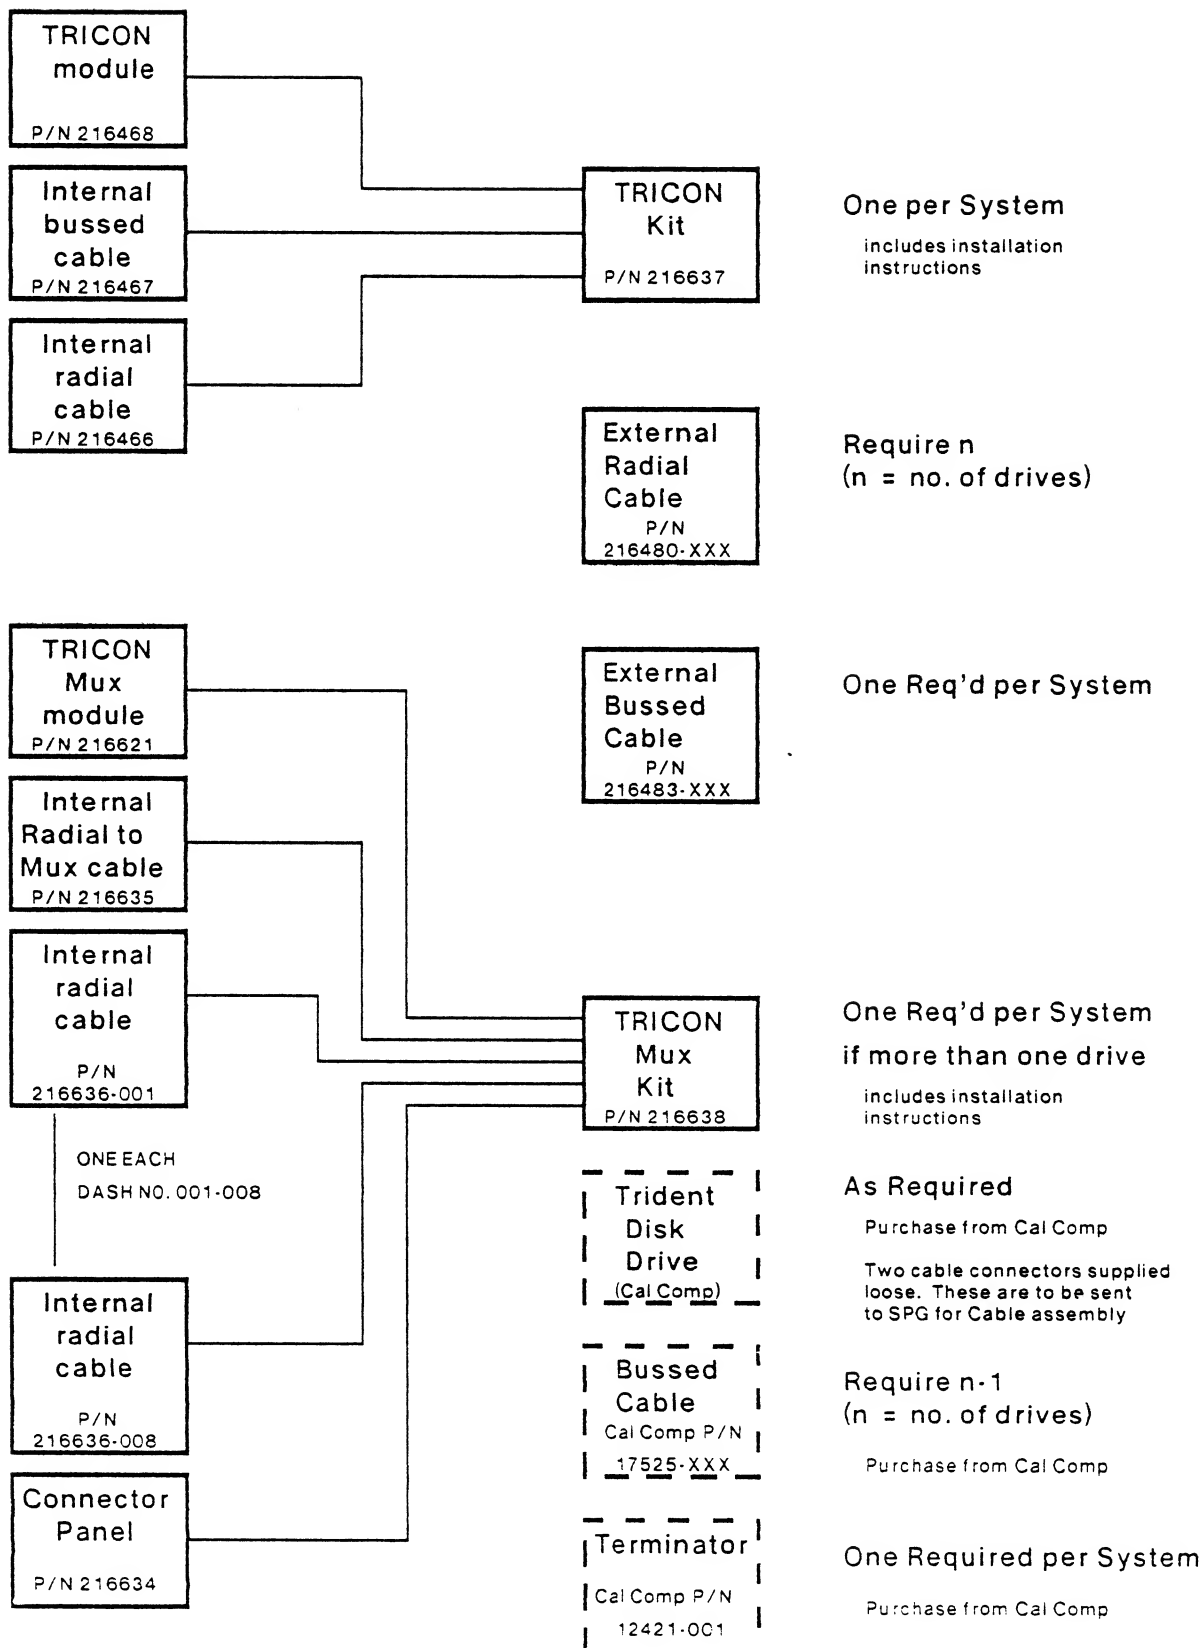 TRICON
module
P/N 216468
Internal
bussed
cable
P/N 216467
Internal
radial
cable
P/N 216466
TRICON
Kit
P/N 216637
One per System
includes installation
instructions
External
Radial
Cable
P/N
216480-XXX
Require n
(n = no. of drives)
TRICON
Mux
module
P/N 216621
Internal
Radial to
Mux cable
P/N 216635
Internal
radial
cable
P/N
216636-001
ONE EACH
DASH NO. 001-008
Internal
radial
cable
P/N
216636-008
Connector
Panel
P/N 216634
External
Bussed
Cable
P/N
216483-XXX
One Req'd per System
TRICON
Mux
Kit
P/N 216638
One Req'd per System
if more than one drive
includes installation
instructions
Trident
Disk
Drive
(Cal Comp)
As Required
Purchase from Cal Comp
Two cable connectors supplied
loose. These are to be sent
to SPG for Cable assembly
Bussed
Cable
Cal Comp P/N
17525-XXX
Require n-1
(n = no. of drives)
Purchase from Cal Comp
Terminator
Cal Comp P/N
12421-001
One Required per System
Purchase from Cal Comp